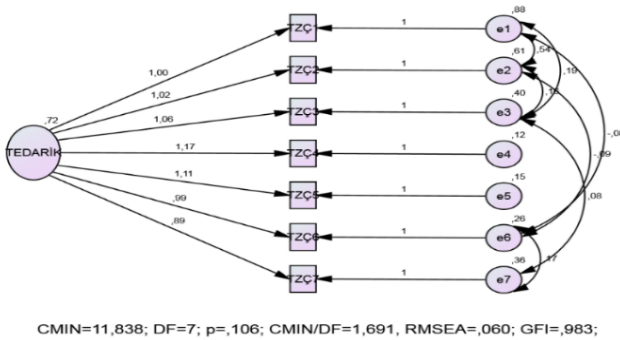 ,88
TZÇ1
1
e1
1,00
,61
,54
,19
TZÇ2
1
e2
1,02
,72
,40
TZÇ3
1
e3
1,06
,12
TEDARİK
1,17
TZÇ4
1
e4
-,09
,15
1,11
TZÇ5
1
e5
,08
,99
,26
,89
TZÇ6
1
e6
,36
,17
TZÇ7
1
e7
CMIN=11,838; DF=7; p=,106; CMIN/DF=1,691, RMSEA=,060; GFI=,983;